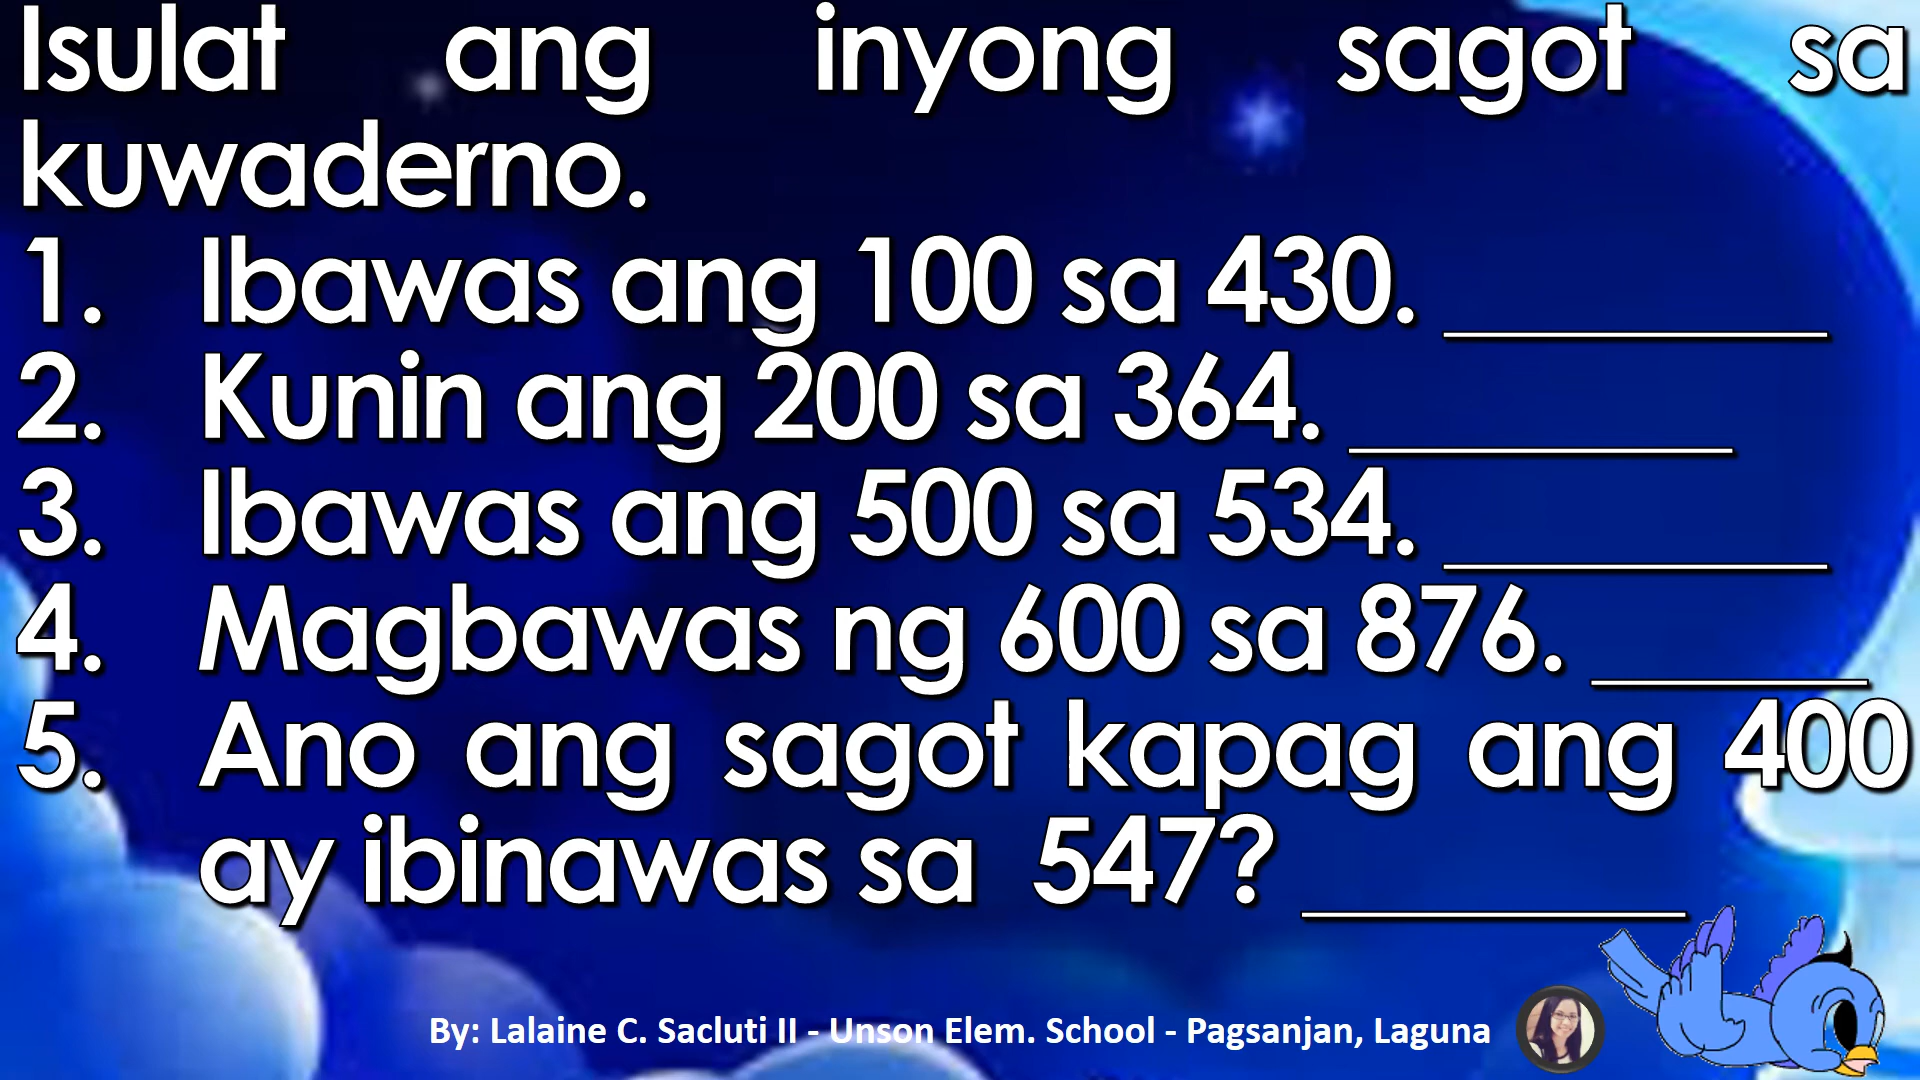 Isulat ang inyong sagot sa
kuwaderno.
1. Ibawas ang 100 sa 430. ________
2. Kunin ang 200 sa 364. ________
3. Ibawas ang 500 sa 534. ________
4. Magbawas ng 600 sa 876. ______
5. Ano ang sagot kapag ang 400
ay ibinawas sa 547? ________
By: Lalaine C. Sacluti II - Unson Elem. School - Pagsanjan, Laguna